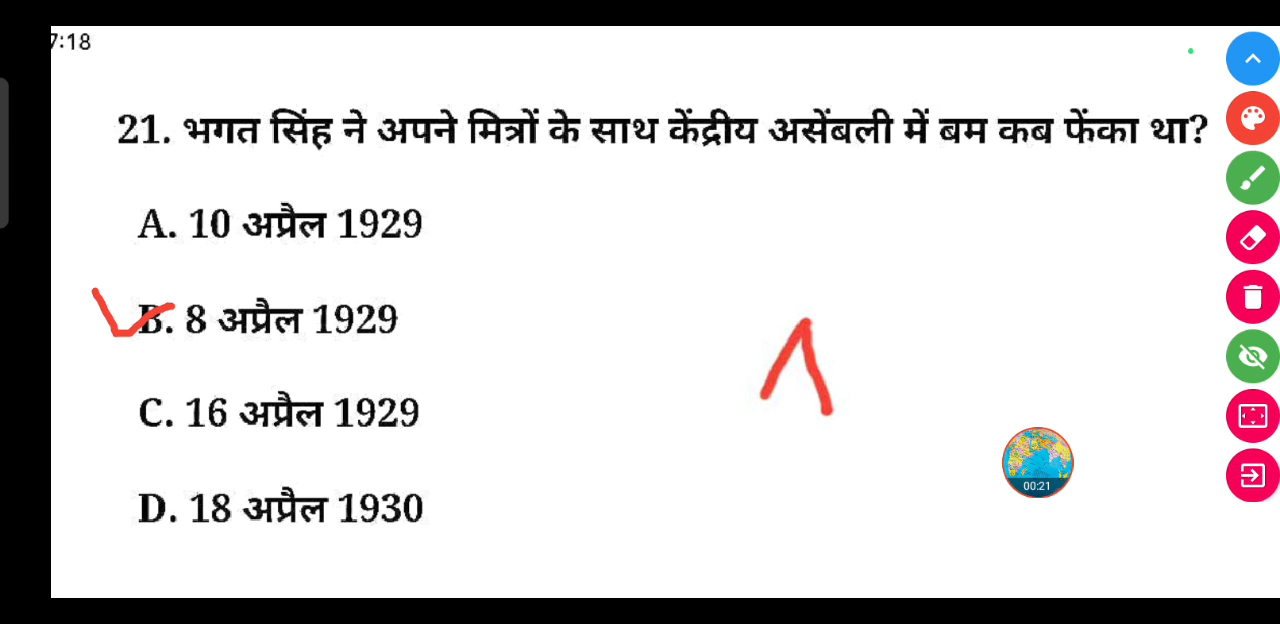 7:18
21. भगत सिंह ने अपने मित्रों के साथ केंद्रीय असेंबली में बम कब फेंका था?
A. 10 अप्रैल 1929
B. 8 अप्रैल 1929
C. 16 अप्रैल 1929
00:21
D. 18 अप्रैल 1930